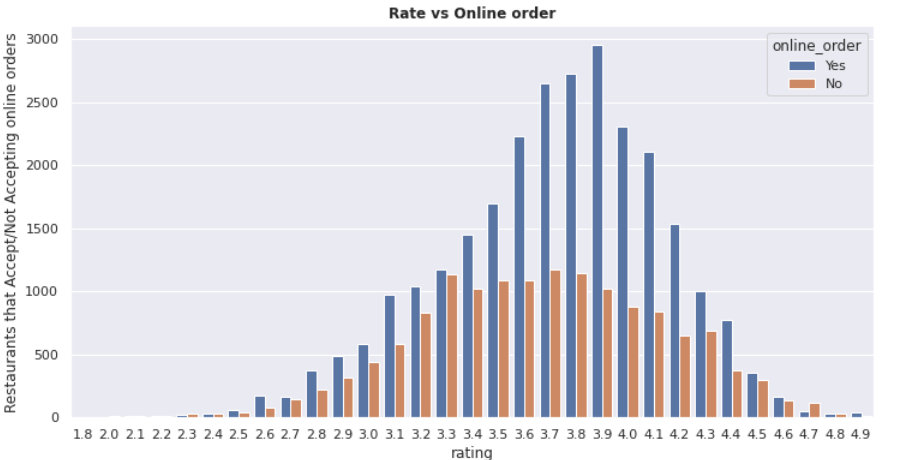 Rate vs Online order
Restaurants that Accept/Not Accepting online orders
3000
2500
2000
1500
1000
500
0
online_order
Yes
No
1.8 2.0 2.1 2.2 2.3 2.4 2.5 2.6 2.7 2.8 2.9 3.0 3.1 3.2 3.3 3.4 3.5 3.6 3.7 3.8 3.9 4.0 4.1 4.2 4.3 4.4 4.5 4.6 4.7 4.8 4.9
rating